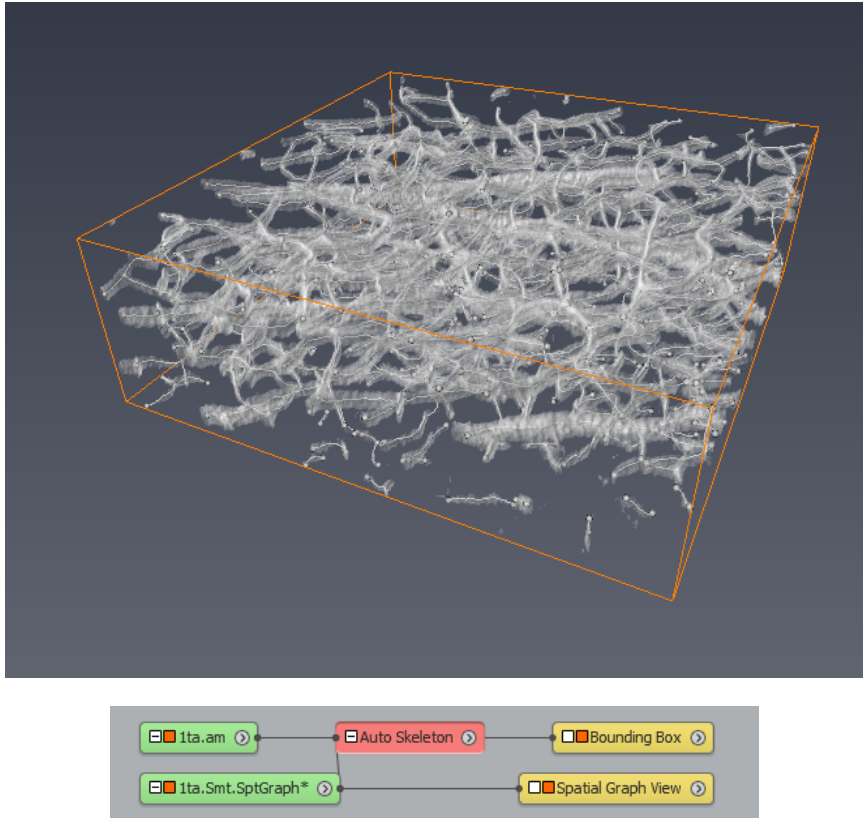 1ta.am
Auto Skeleton
Bounding Box
1ta.Smt.SptGraph*
Spatial Graph View